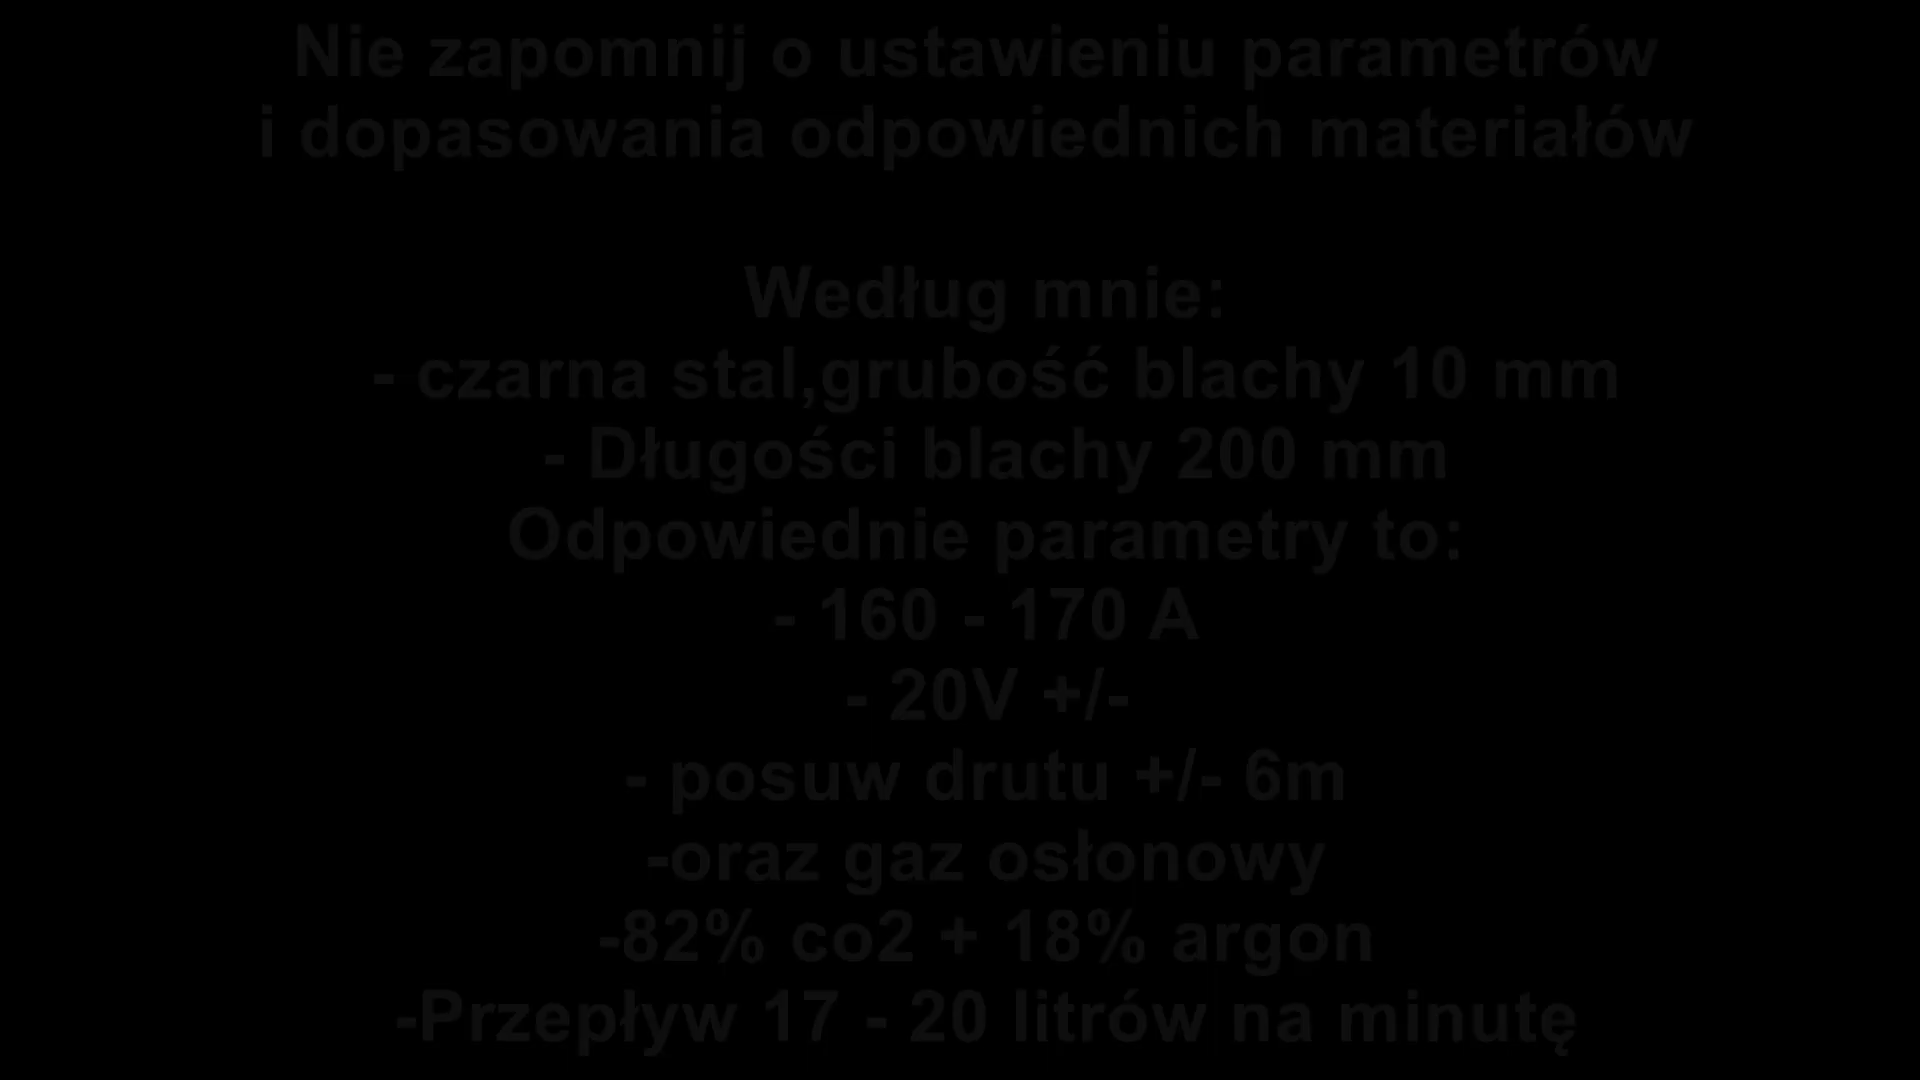 Nie zapomnij o ustawieniu parametrów
i dopasowania odpowiednich materiałów
Według mnie:
- czarna stal,grubość blachy 10 mm
- Długości blachy 200 mm
Odpowiednie parametry to:
- 160 - 170 A
- 20V +/-
- posuw drutu +/- 6m
-oraz gaz osłonowy
-82% co2 + 18% argon
-Przepływ 17 - 20 litrów na minutę